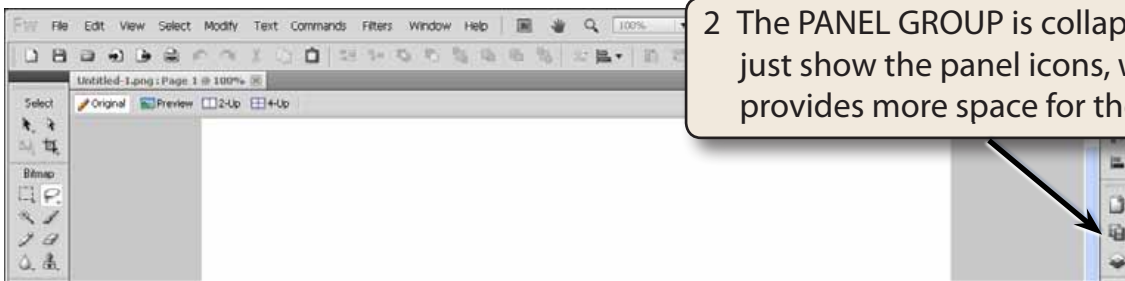 Fw File Edit View Select Modify Text Commands Filters Window Help 100%
2 The PANEL GROUP is collap
just show the panel icons, w
provides more space for the
Untitled-1.png : Page 1 @ 100%
Select
Original Preview 2-Up 4-Up
Bitmap